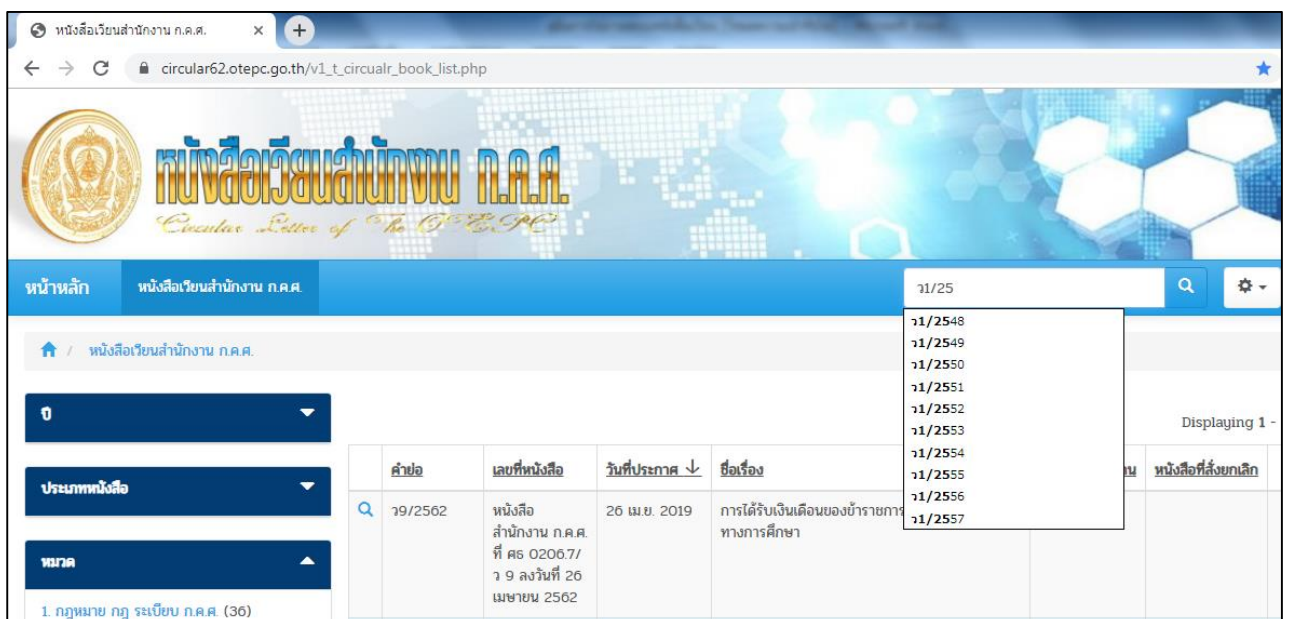 หนังสือเวียนสำนักงาน ก.ค.ศ.
circular62.otepc.go.th/v1_t_circualr_book_list.php
หนังสือเวียนสำนักงาน ก.ค.ศ.
Circular Letter of The OTEPC
หน้าหลัก
หนังสือเวียนสำนักงาน ก.ค.ศ.
ว1/25
ว1/2548
ว1/2549
ว1/2550
ว1/2551
ว1/2552
ว1/2553
ว1/2554
ว1/2555
ว1/2556
ว1/2557
/ หนังสือเวียนสำนักงาน ก.ค.ศ.
ปี
ประเภทหนังสือ
หมวด
1. กฎหมาย กฎ ระเบียบ ก.ค.ศ. (36)
Displaying 1 -
คำย่อ เลขที่หนังสือ วันที่ประกาศ ชื่อเรื่อง หนังสือที่สั่งยกเลิก
ว9/2562
หนังสือ
สำนักงาน ก.ค.ศ.
ที่ ศธ 0206.7/
ว 9 ลงวันที่ 26
เมษายน 2562
26 เม.ย. 2019
การได้รับเงินเดือนของข้าราชการ
ทางการศึกษา